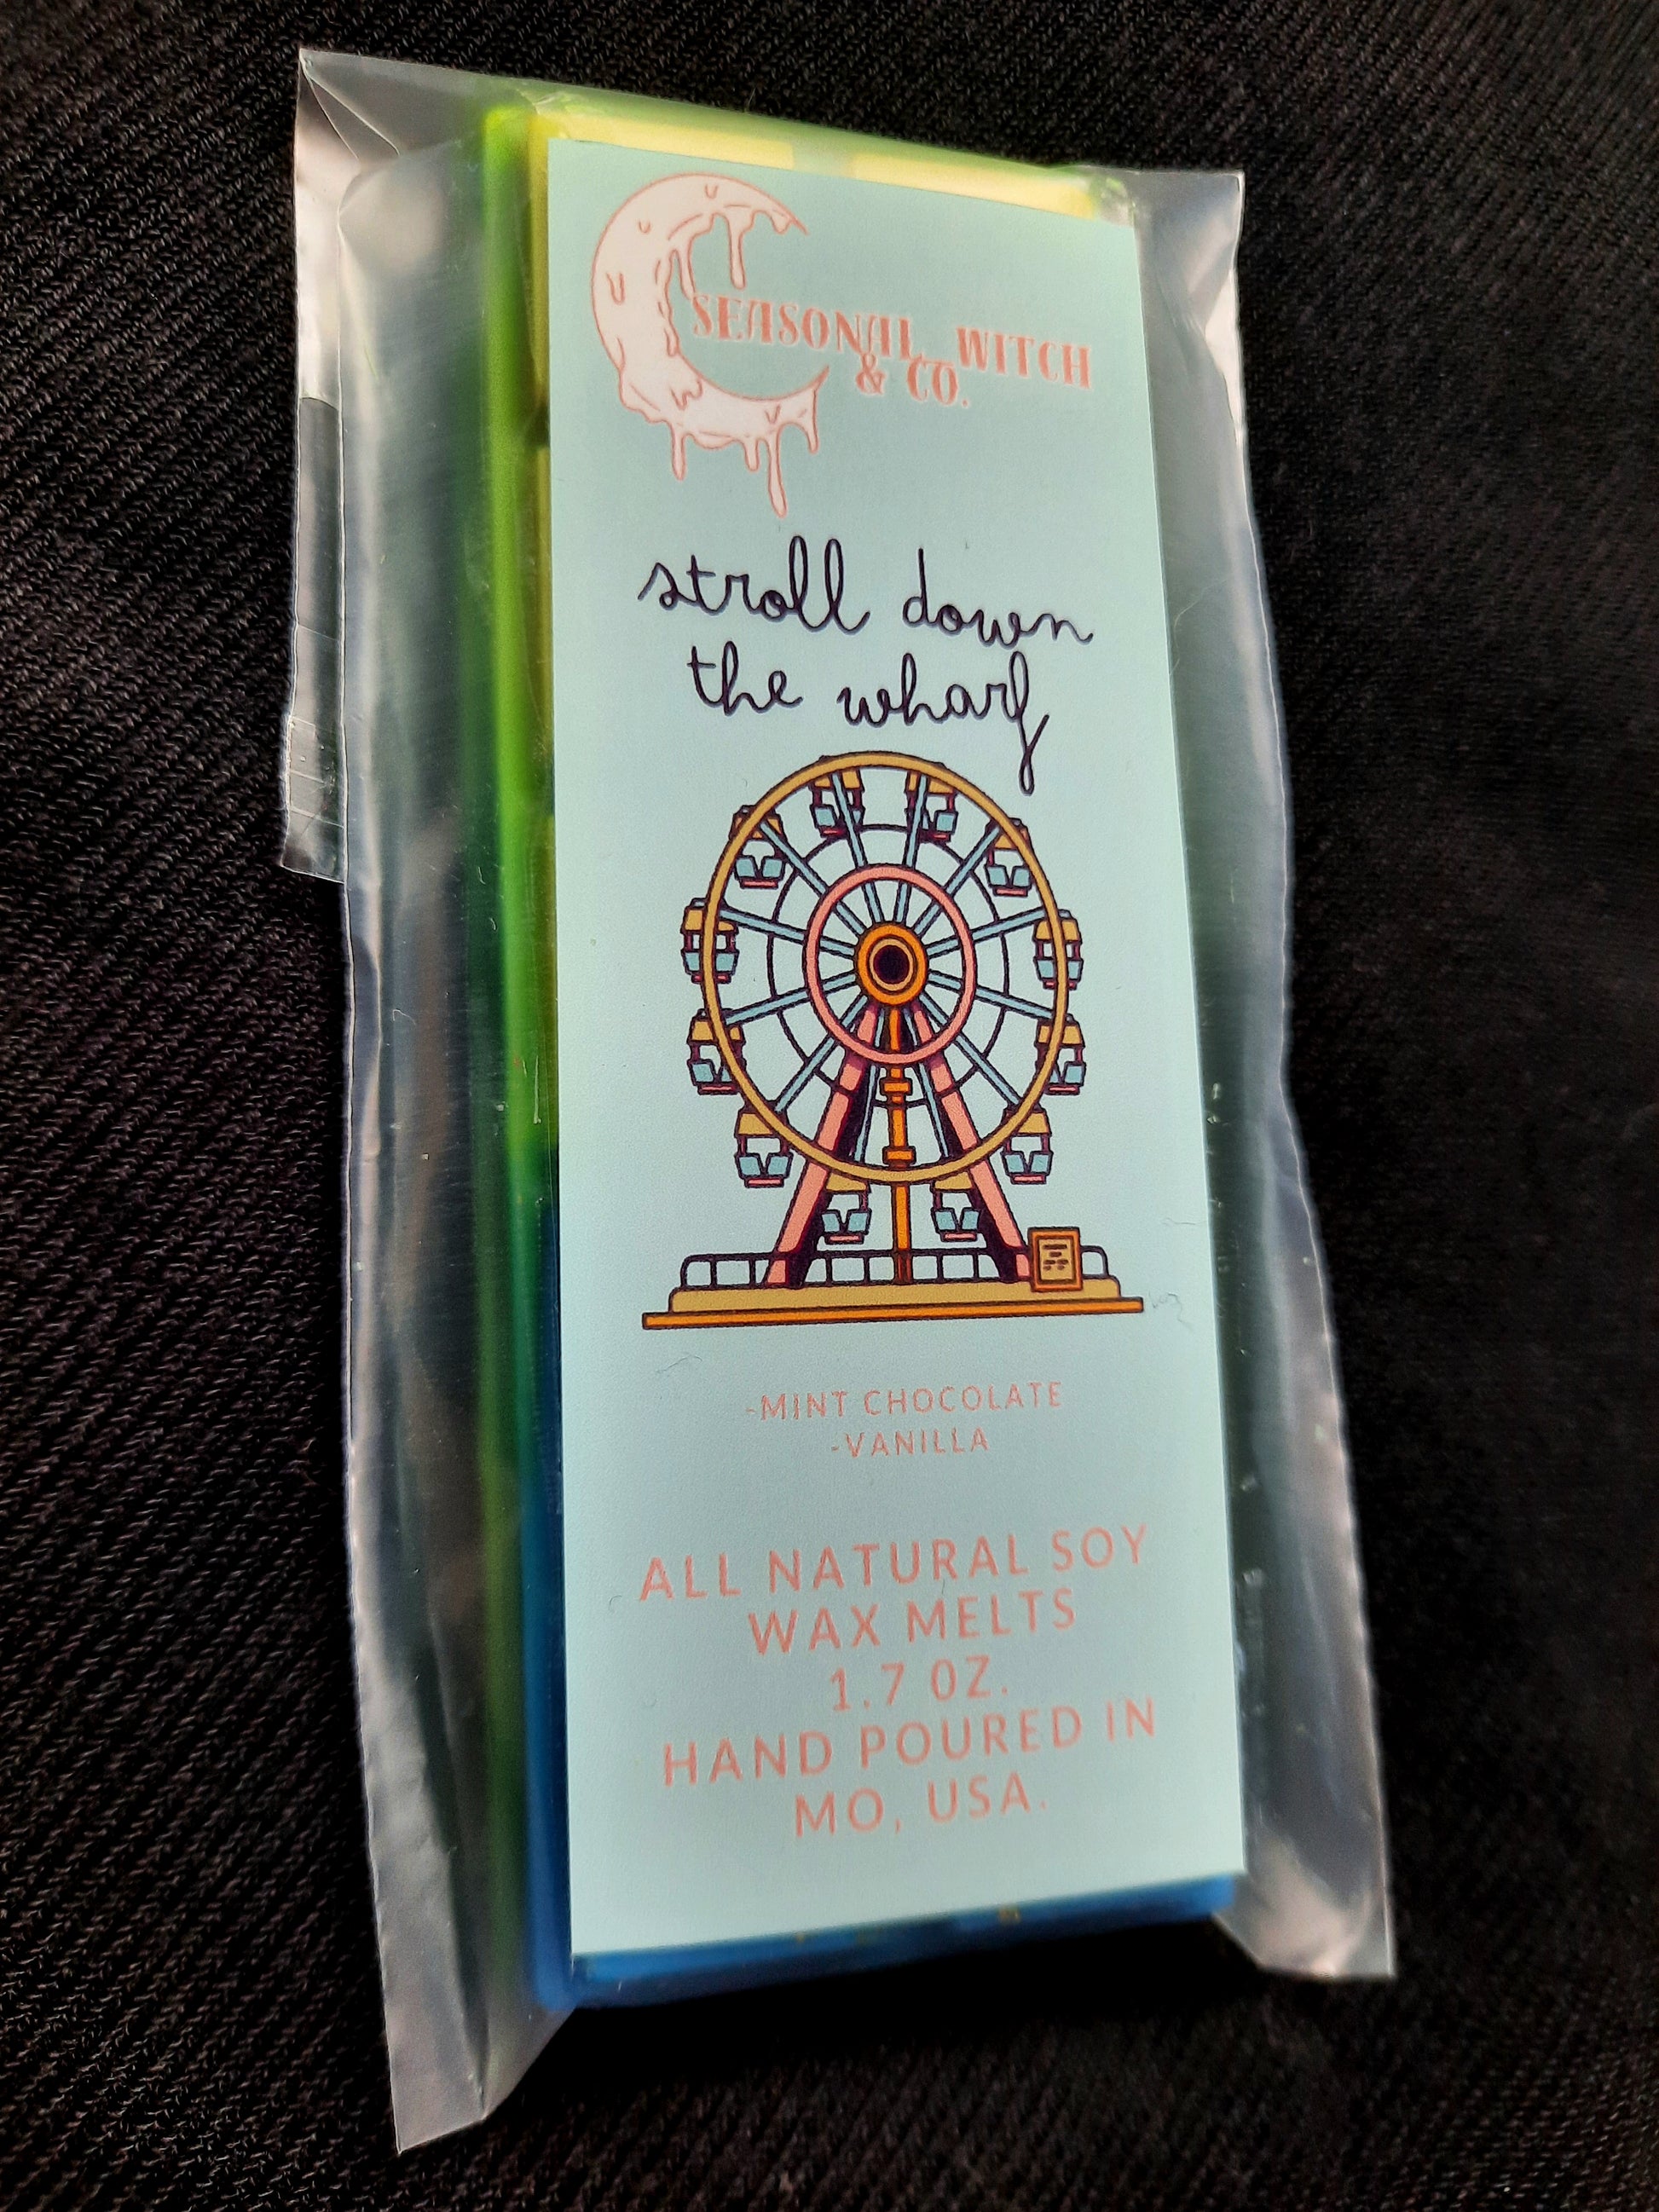 SEASONAL WITCH
& CO.
stroll down
the wharf
-MINT CHOCOLATE
-VANILLA
ALL NATURAL SOY
WAX MELTS
1.7 OZ.
HAND POURED IN
MO, USA.